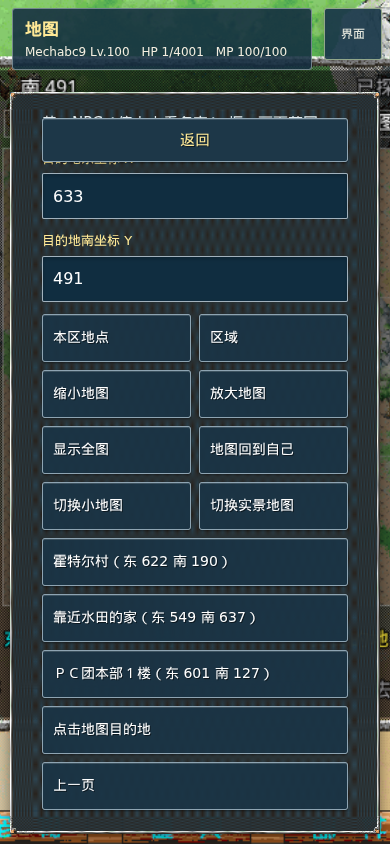 地图
Mechabc9 Lv.100 HP 1/4001 MP 100/100
界面
南 491
返回
633
目的地南坐标 Y
491
本区地点
区域
缩小地图
放大地图
显示全图
地图回到自己
切换小地图
切换实景地图
霍特尔村（东 622 南 190）
靠近水田的家（东 549 南 637）
ＰＣ团本部１楼（东 601 南 127）
点击地图目的地
上一页